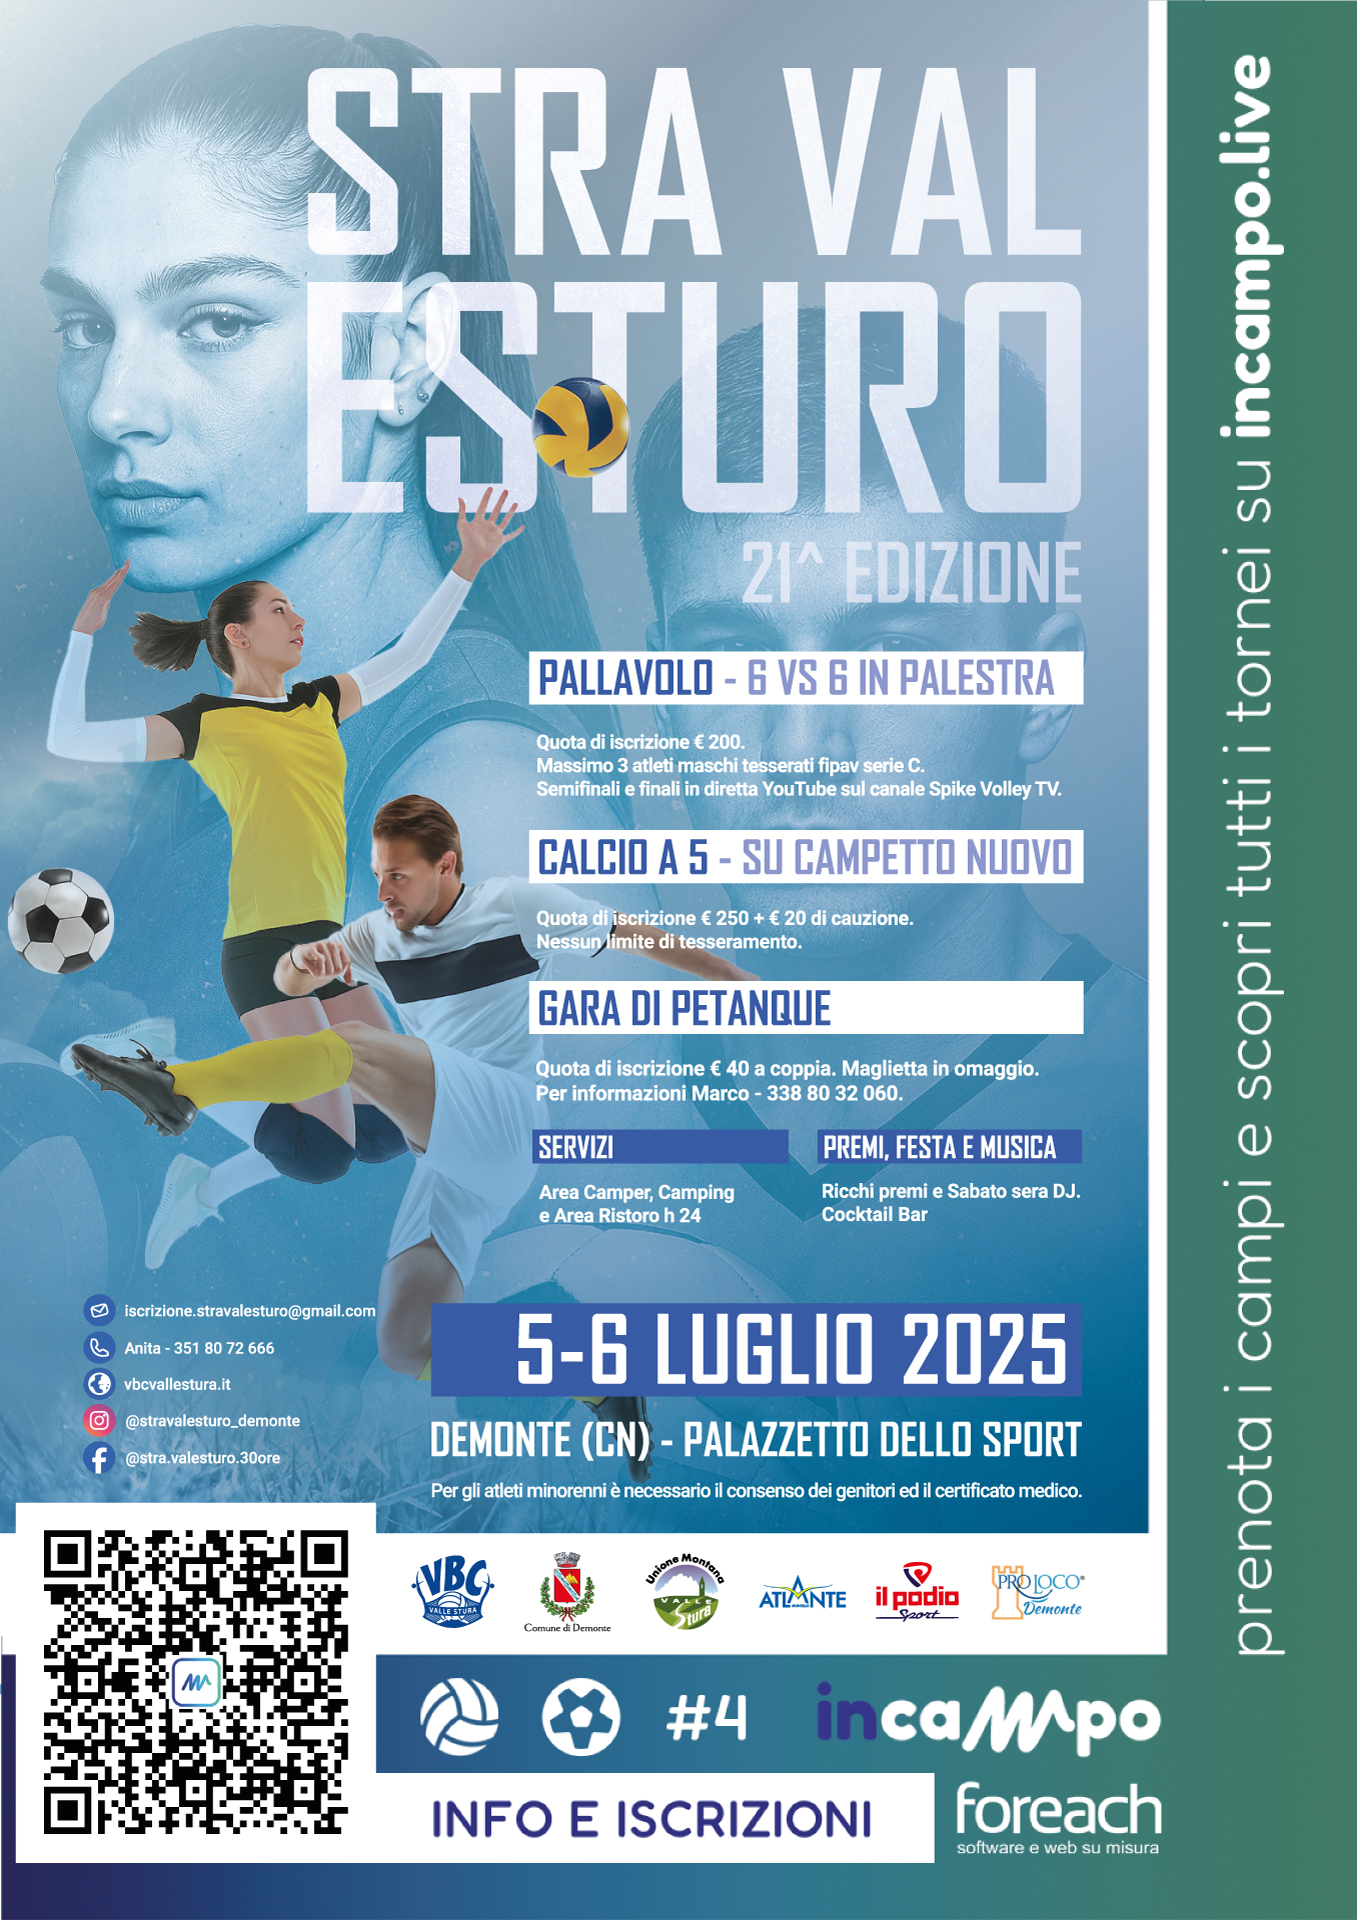 STRA VAL
ESTURO
21^ EDIZIONE
PALLAVOLO - 6 VS 6 IN PALESTRA
Quota di iscrizione € 200.
Massimo 3 atleti maschi tesserati fipav serie C.
Semifinali e finali in diretta YouTube sul canale Spike Volley TV.
CALCIO A 5 - SU CAMPETTO NUOVO
Quota di iscrizione € 250 + € 20 di cauzione.
Nessun limite di tesseramento.
GARA DI PETANQUE
Quota di iscrizione € 40 a coppia. Maglietta in omaggio.
Per informazioni Marco - 338 80 32 060.
SERVIZI
Area Camper, Camping
e Area Ristoro h 24
PREMI, FESTA E MUSICA
Ricchi premi e Sabato sera DJ.
Cocktail Bar
iscrizione.stravalesturo@gmail.com
Anita - 351 80 72 666
vbcvallestura.it
@stravalesturo_demonte
@stra.valesturo.30ore
5-6 LUGLIO 2025
DEMONTE (CN) - PALAZZETTO DELLO SPORT
Per gli atleti minorenni è necessario il consenso dei genitori ed il certificato medico.
VBC
VALLE STURA
Comune di Demonte
Unione Montana
VALLE
Stura
ATLANTE
il podio
Sport
PRO LOCO®
Demonte
#4
incampo
INFO E ISCRIZIONI
foreach
software e web su misura
prenota i campi e scopri tutti i tornei su incampo.live